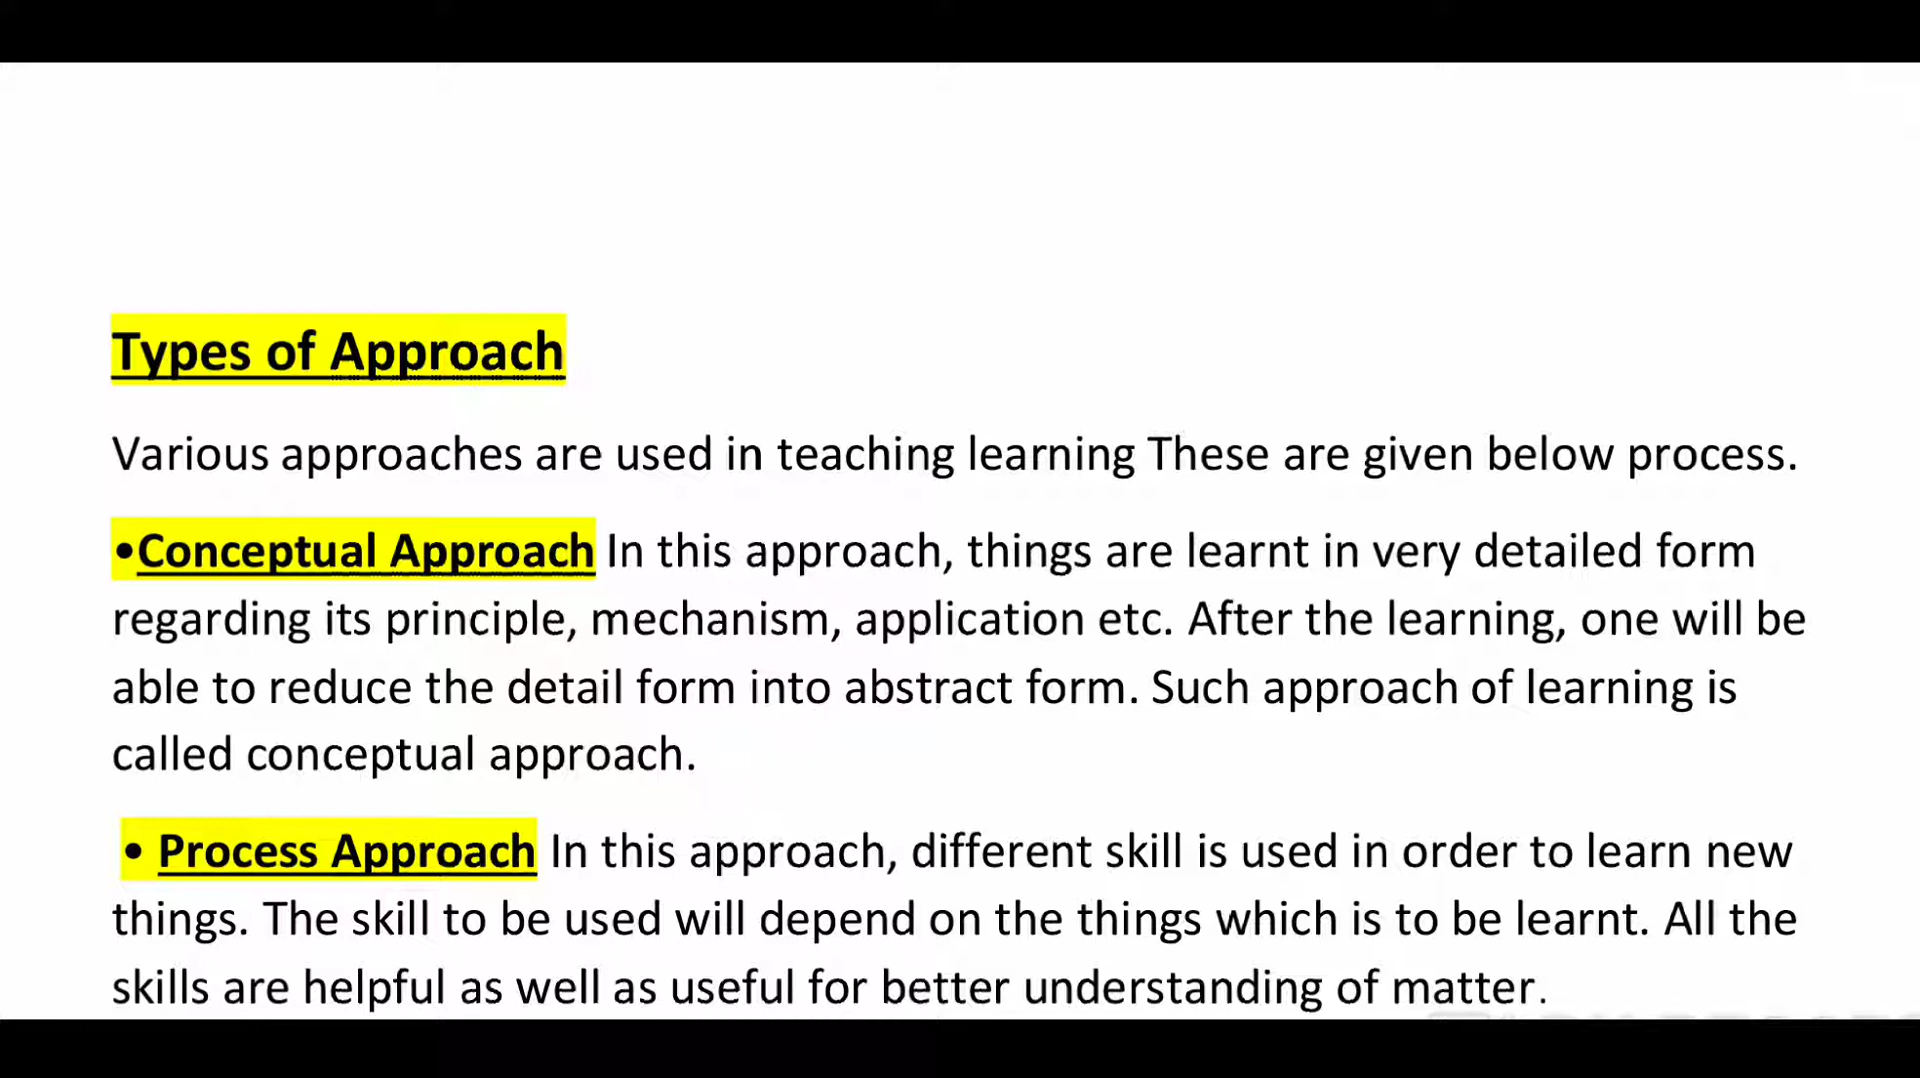 Types of Approach
Various approaches are used in teaching learning These are given below process.
•Conceptual Approach In this approach, things are learnt in very detailed form
regarding its principle, mechanism, application etc. After the learning, one will be
able to reduce the detail form into abstract form. Such approach of learning is
called conceptual approach.
• Process Approach In this approach, different skill is used in order to learn new
things. The skill to be used will depend on the things which is to be learnt. All the
skills are helpful as well as useful for better understanding of matter.